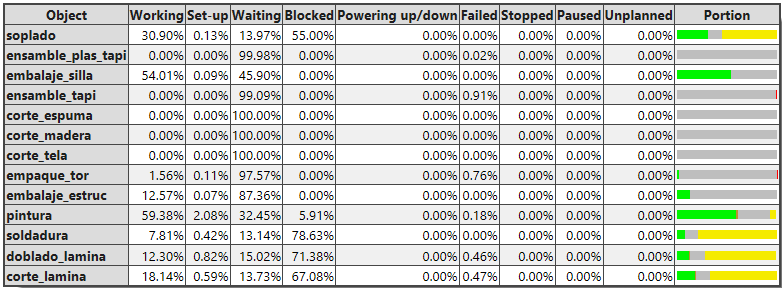 Object Working Set-up Waiting Blocked Powering up/down Failed Stopped Paused Unplanned Portion
soplado 30.90% 0.13% 13.97% 55.00% 0.00% 0.00% 0.00% 0.00% 0.00%
ensamble_plas_tapi 0.00% 0.00% 99.98% 0.00% 0.00% 0.02% 0.00% 0.00% 0.00%
embalaje_silla 54.01% 0.09% 45.90% 0.00% 0.00% 0.00% 0.00% 0.00% 0.00%
ensamble_tapi 0.00% 0.00% 99.09% 0.00% 0.00% 0.91% 0.00% 0.00% 0.00%
corte_espuma 0.00% 0.00% 100.00% 0.00% 0.00% 0.00% 0.00% 0.00% 0.00%
corte_madera 0.00% 0.00% 100.00% 0.00% 0.00% 0.00% 0.00% 0.00% 0.00%
corte_tela 0.00% 0.00% 100.00% 0.00% 0.00% 0.00% 0.00% 0.00% 0.00%
empaque_tor 1.56% 0.11% 97.57% 0.00% 0.00% 0.76% 0.00% 0.00% 0.00%
embalaje_estruc 12.57% 0.07% 87.36% 0.00% 0.00% 0.00% 0.00% 0.00% 0.00%
pintura 59.38% 2.08% 32.45% 5.91% 0.00% 0.18% 0.00% 0.00% 0.00%
soldadura 7.81% 0.42% 13.14% 78.63% 0.00% 0.00% 0.00% 0.00% 0.00%
doblado_lamina 12.30% 0.82% 15.02% 71.38% 0.00% 0.46% 0.00% 0.00% 0.00%
corte_lamina 18.14% 0.59% 13.73% 67.08% 0.00% 0.47% 0.00% 0.00% 0.00%